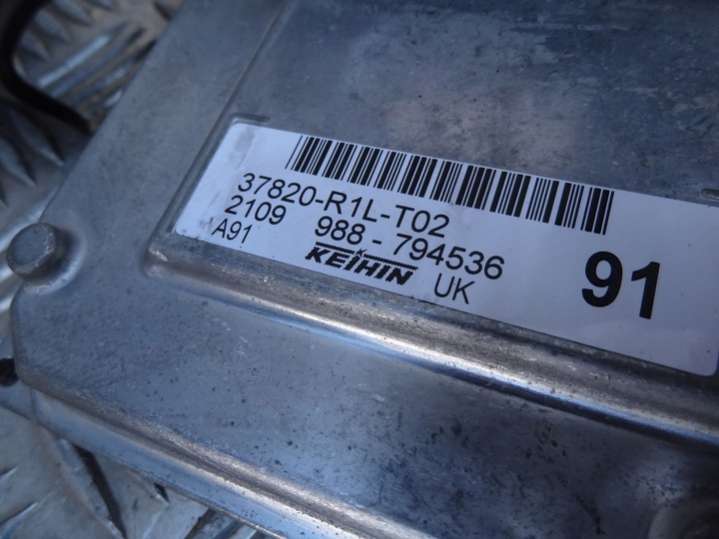 37820-R1L-T02
2109 988-794536
A91 KEIHIN UK
91